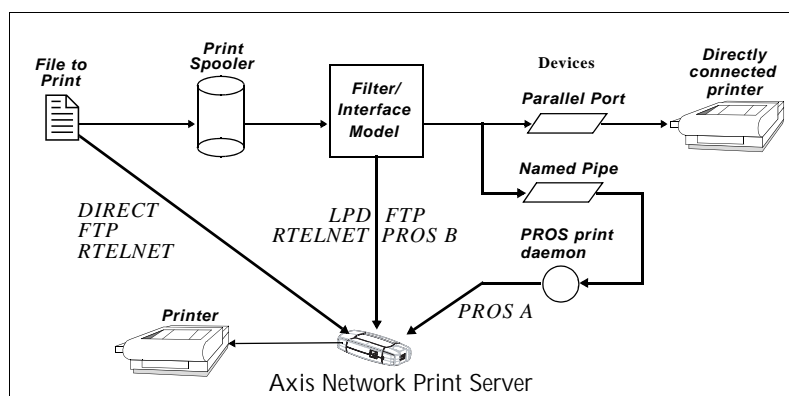 File to
Print
Print
Spooler
Filter/
Interface
Model
Devices
Parallel Port
Directly
connected
printer
Named Pipe
PROS print
daemon
DIRECT
FTP
RTELNET
LPD FTP
RTELNET PROS B
PROS A
Printer
Axis Network Print Server